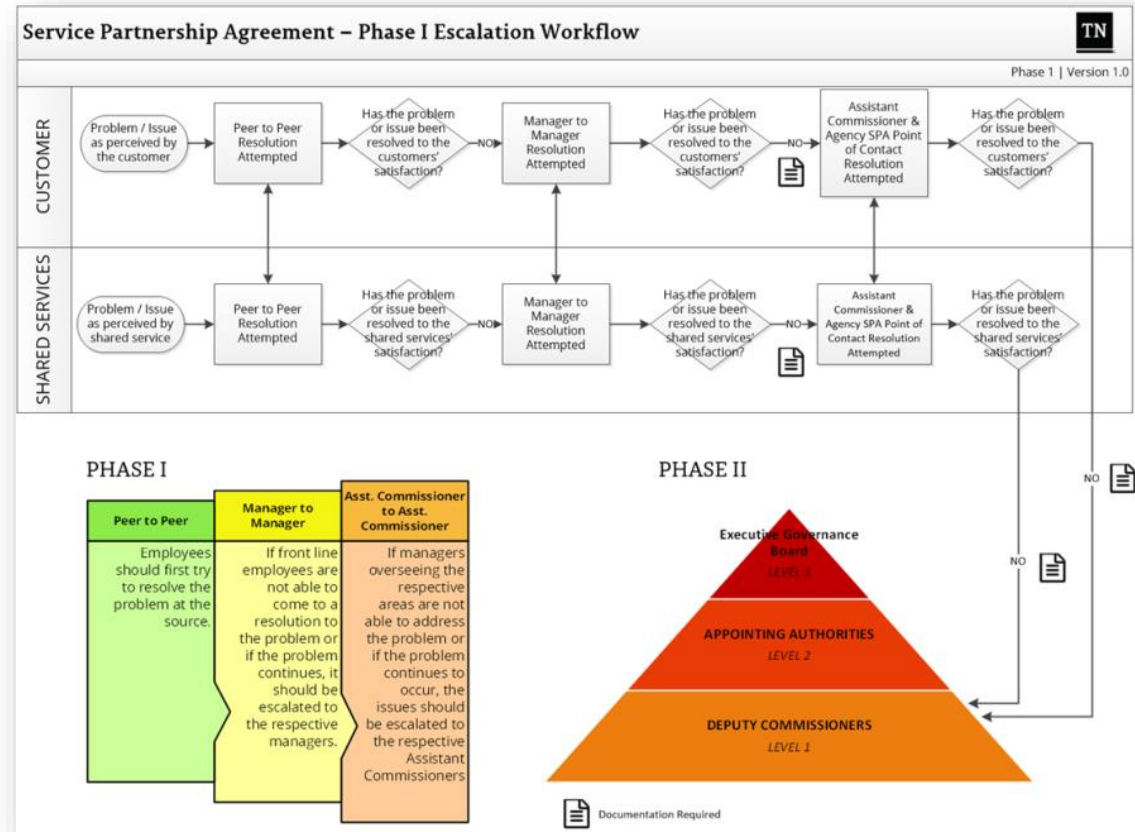 Service Partnership Agreement – Phase I Escalation Workflow
TN
Phase 1 | Version 1.0
CUSTOMER
Problem / Issue
as perceived by
the customer
Peer to Peer
Resolution
Attempted
Has the problem
or issue been
resolved to the
customers'
satisfaction?
NO
Manager to
Manager
Resolution
Attempted
Has the problem
or issue been
resolved to the
customers'
satisfaction?
NO
Assistant
Commissioner &
Agency SPA Point
of Contact
Resolution
Attempted
Has the problem
or issue been
resolved to the
customers'
satisfaction?
SHARED SERVICES
Problem / Issue
as perceived by
shared service
Peer to Peer
Resolution
Attempted
Has the problem
or issue been
resolved to the
shared services'
satisfaction?
NO
Manager to
Manager
Resolution
Attempted
Has the problem
or issue been
resolved to the
shared services'
satisfaction?
NO
Assistant
Commissioner &
Agency SPA Point of
Contact Resolution
Attempted
Has the problem
or issue been
resolved to the
shared services'
satisfaction?
NO
NO
PHASE I
Peer to Peer
Employees
should first try
to resolve the
problem at the
source.
Manager to
Manager
If front line
employees are
not able to
come to a
resolution to
the problem or
if the problem
continues, it
should be
escalated to
the respective
managers.
Asst. Commissioner
to Asst.
Commissioner
If managers
overseeing the
respective
areas are not
able to address
the problem or
if the problem
continues to
occur, the
issues should
be escalated to
the respective
Assistant
Commissioners
PHASE II
Executive Governance
Board
LEVEL 3
APPOINTING AUTHORITIES
LEVEL 2
DEPUTY COMMISSIONERS
LEVEL 1
Documentation Required